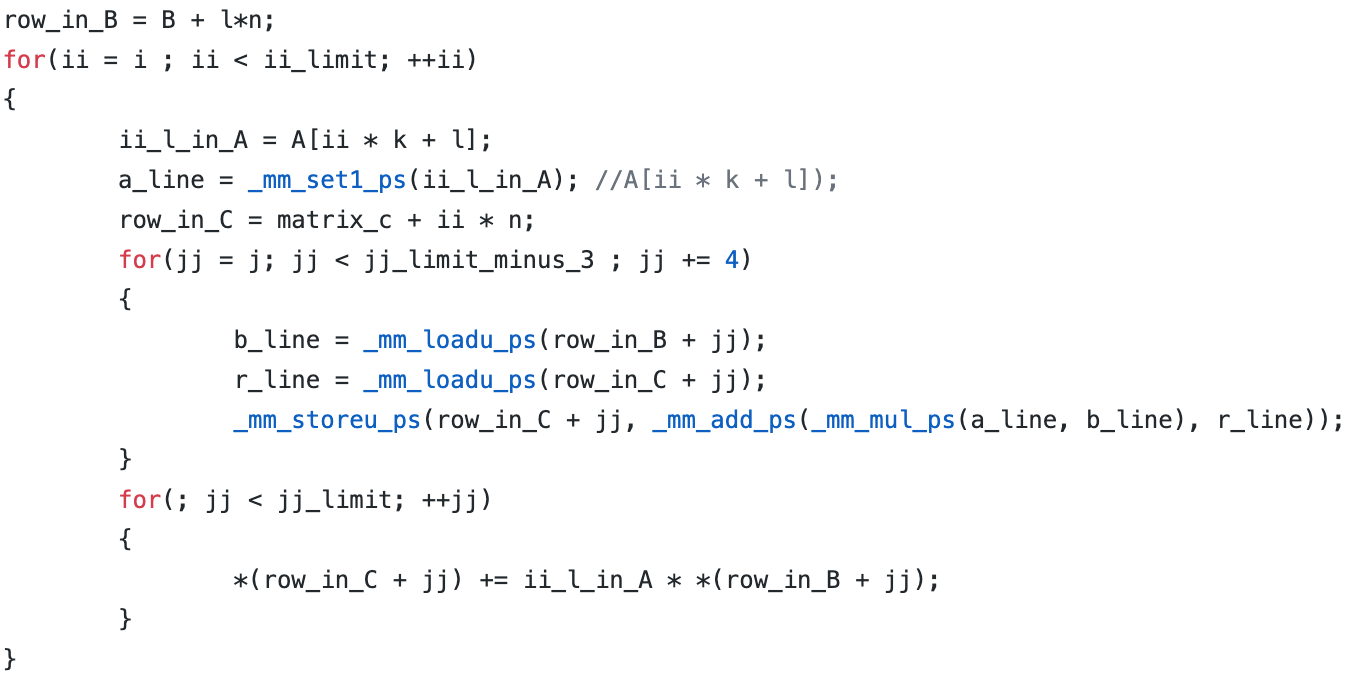 row_in_B = B + l*n;
for(ii = i ; ii < ii_limit; ++ii)
{
        ii_l_in_A = A[ii * k + l];
        a_line = _mm_set1_ps(ii_l_in_A); //A[ii * k + l]);
        row_in_C = matrix_c + ii * n;
        for(jj = j; jj < jj_limit_minus_3 ; jj += 4)
        {
                b_line = _mm_loadu_ps(row_in_B + jj);
                r_line = _mm_loadu_ps(row_in_C + jj);
                _mm_storeu_ps(row_in_C + jj, _mm_add_ps(_mm_mul_ps(a_line, b_line), r_line));
        }
        for(; jj < jj_limit; ++jj)
        {
                *(row_in_C + jj) += ii_l_in_A * *(row_in_B + jj);
        }
}